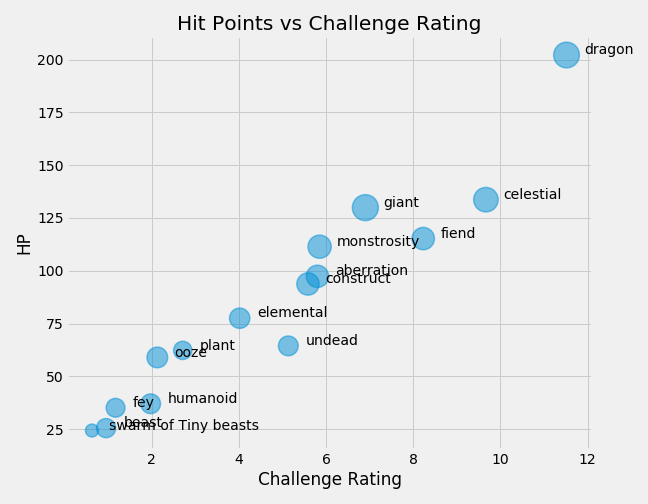 Hit Points vs Challenge Rating
200
175
150
125
100
75
50
25
HP
dragon
celestial
giant
fiend
monstrosity
aberration
construct
elemental
undead
plant
ooze
humanoid
fey
beast
swarm of Tiny beasts
2
4
6
8
10
12
Challenge Rating